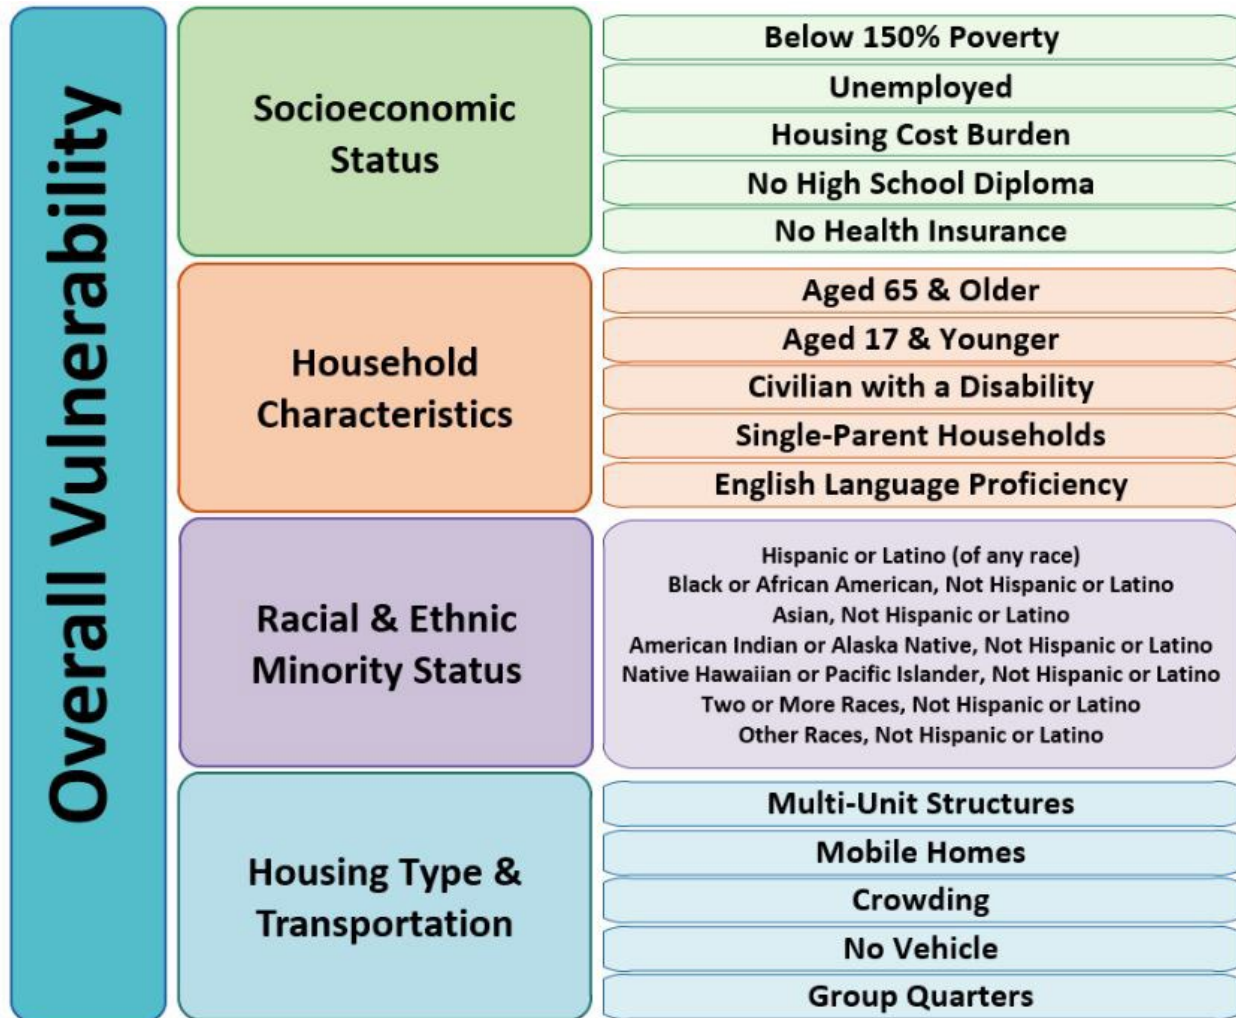 Overall Vulnerability
Socioeconomic
Status
Below 150% Poverty
Unemployed
Housing Cost Burden
No High School Diploma
No Health Insurance
Household
Characteristics
Aged 65 & Older
Aged 17 & Younger
Civilian with a Disability
Single-Parent Households
English Language Proficiency
Racial & Ethnic
Minority Status
Hispanic or Latino (of any race)
Black or African American, Not Hispanic or Latino
Asian, Not Hispanic or Latino
American Indian or Alaska Native, Not Hispanic or Latino
Native Hawaiian or Pacific Islander, Not Hispanic or Latino
Two or More Races, Not Hispanic or Latino
Other Races, Not Hispanic or Latino
Housing Type &
Transportation
Multi-Unit Structures
Mobile Homes
Crowding
No Vehicle
Group Quarters